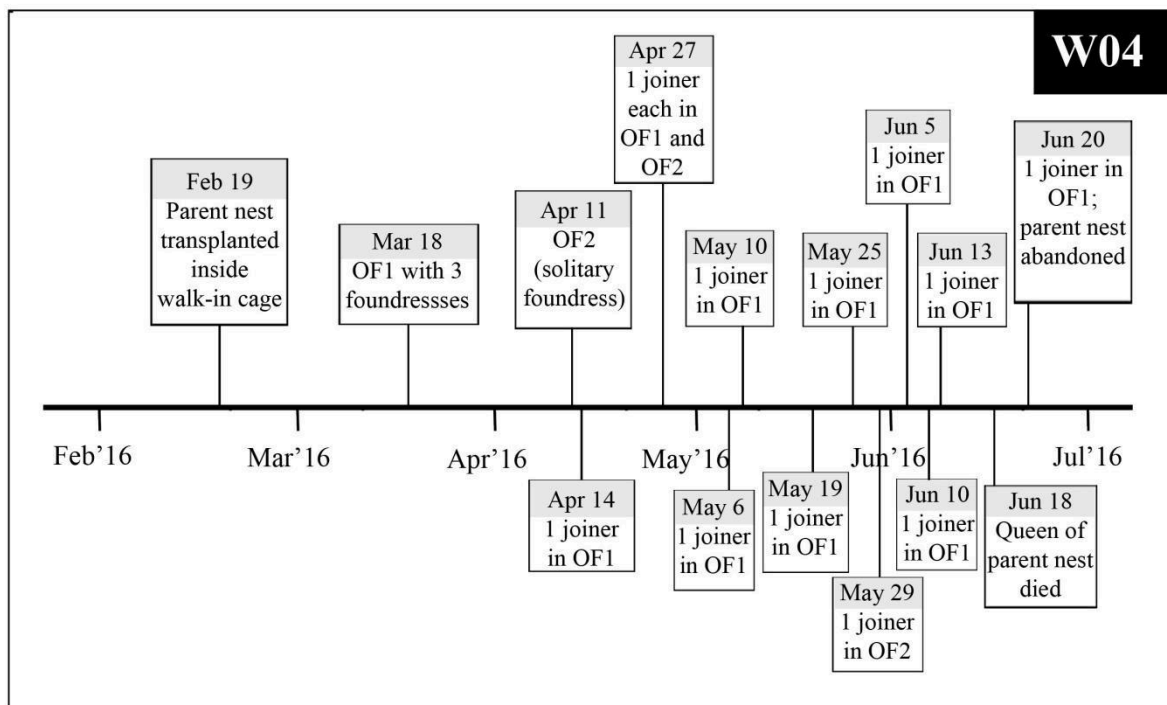 W04
Feb 19
Parent nest
transplanted
inside
walk-in cage
Mar 18
OF1 with 3
foundressses
Apr 11
OF2
(solitary
foundress)
Apr 27
1 joiner
each in
OF1 and
OF2
May 10
1 joiner
in OF1
May 25
1 joiner
in OF1
Jun 5
1 joiner
in OF1
Jun 13
1 joiner
in OF1
Jun 20
1 joiner in
OF1;
parent nest
abandoned
Feb'16
Mar'16
Apr'16
May'16
Jun'16
Jul'16
Apr 14
1 joiner
in OF1
May 6
1 joiner
in OF1
May 19
1 joiner
in OF1
May 29
1 joiner
in OF2
Jun 10
1 joiner
in OF1
Jun 18
Queen of
parent nest
died